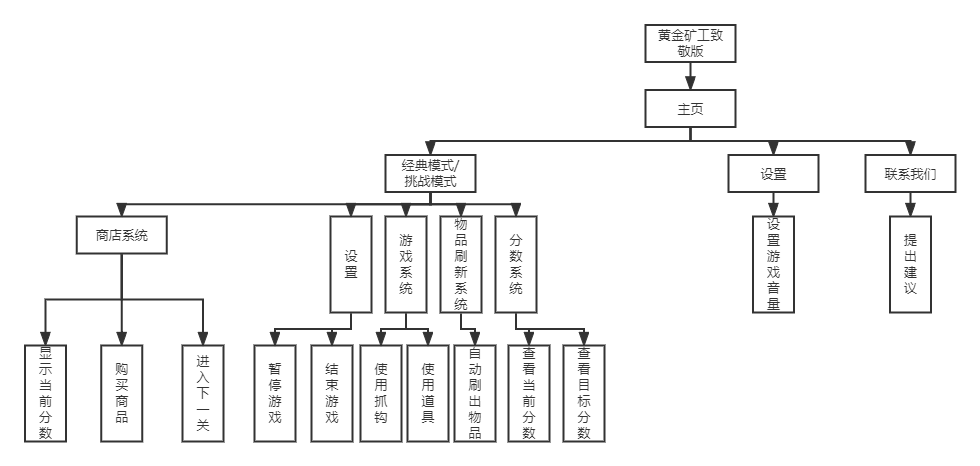 黄金矿工致
敬版
主页
经典模式/
挑战模式
设置
联系我们
商店系统
设置
游戏系统
物品刷新系统
分数系统
设置游戏音量
提出建议
显示当前分数
购买商品
进入下一关
暂停游戏
结束游戏
使用抓钩
使用道具
自动刷出物品
查看当前分数
查看目标分数